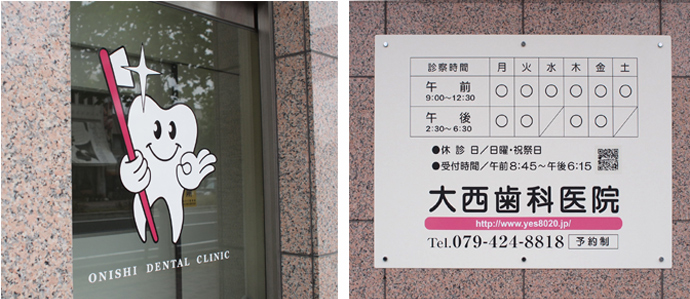 ONISHI DENTAL CLINIC
診察時間 月 火 水 木 金 土
午前 9:00～12:30 ○ ○ ○ ○ ○ ○
午後 2:30～6:30 ○ ○ ／ ○ ○ ／
●休診日／日曜・祝祭日
●受付時間／午前8:45～午後6:15
大西歯科医院
http://www.yes8020.jp/
Tel.079-424-8818 予約制